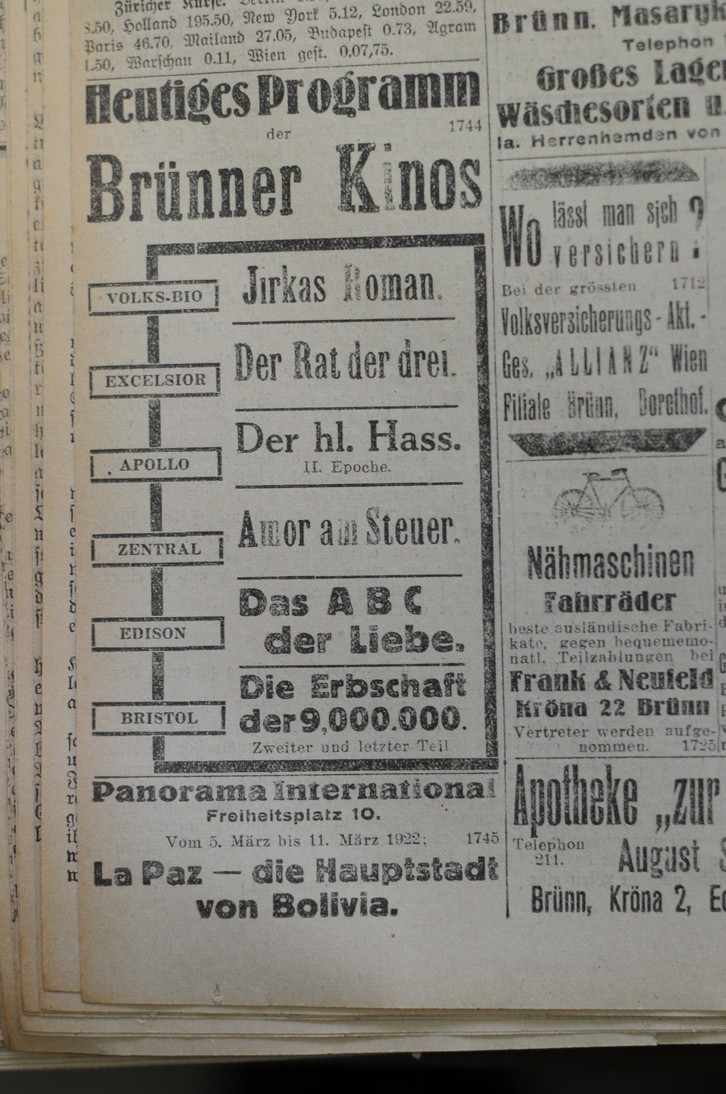 Züricher Kurse.
8.50, Holland 195.50, New York 5.12, London 22.59,
Paris 46.70, Mailand 27.05, Budapest 0.73, Agram
1.50, Warschau 0.11, Wien gest. 0.07,75.
Heutiges Programm
der 1744
Brünner Kinos
VOLKS-BIO
Jirkas Roman.
EXCELSIOR
Der Rat der drei.
APOLLO
Der hl. Hass.
II. Epoche.
ZENTRAL
Amor am Steuer.
EDISON
Das ABC
der Liebe.
BRISTOL
Die Erbschaft
der 9,000.000.
Zweiter und letzter Teil
Panorama International
Freiheitsplatz 10.
Vom 5. März bis 11. März 1922: 1745
La Paz — die Hauptstadt
von Bolivia.
Brünn, Masaryk
Telephon
Großes Lager
Wäschesorten u.
Ia. Herrenhemden von
Wo lässt man sich
versichern?
Bei der grössten 1712
Volksversicherungs-Akt.-
Ges. „ALLIANZ" Wien
Filiale Brünn, Dorethof.
Nähmaschinen
Fahrräder
beste ausländische Fabri-
kate, gegen bequememo-
natl. Teilzahlungen bei
Frank & Neufeld
Kröna 22 Brünn
Vertreter werden aufge-
nommen. 1725
Apotheke „zur
Telephon
211.
August
Brünn, Kröna 2,